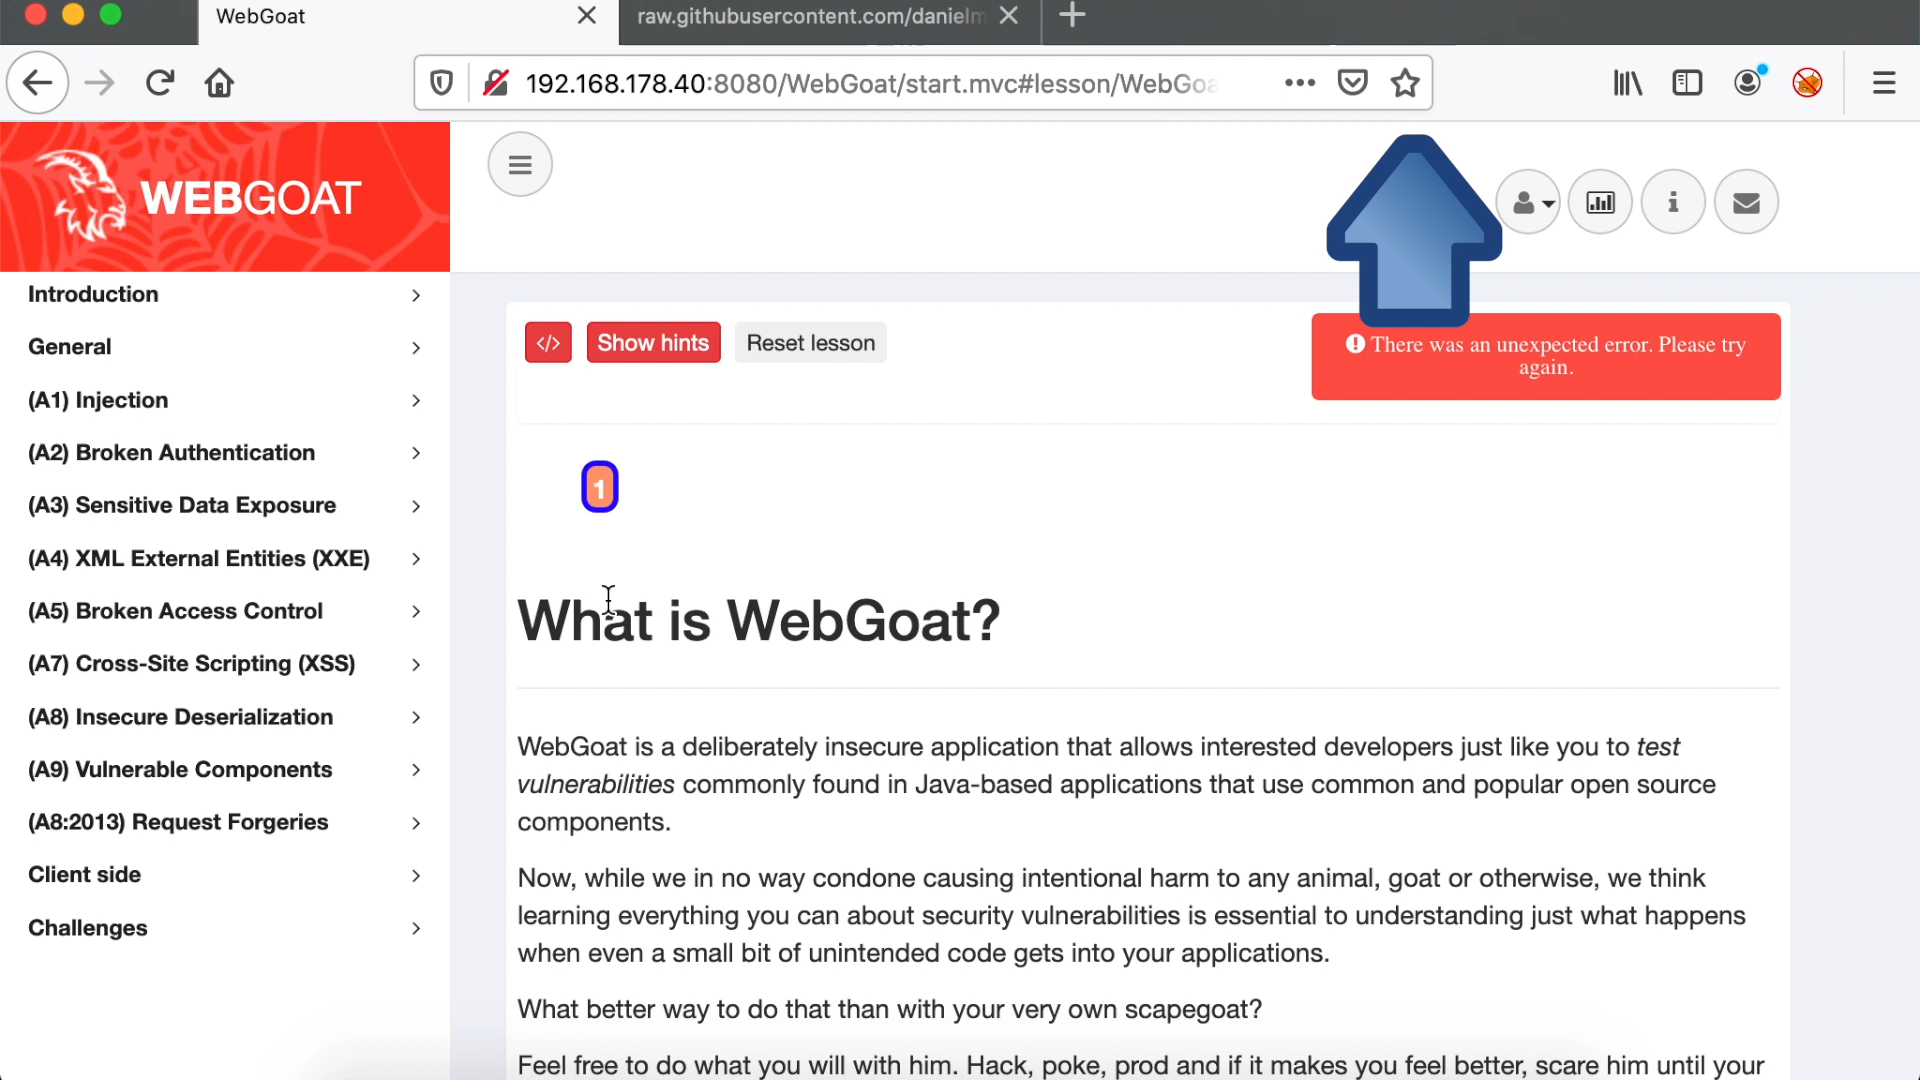 WebGoat
raw.githubusercontent.com/danielm
192.168.178.40:8080/WebGoat/start.mvc#lesson/WebGoa
WEBGOAT
Introduction
General
(A1) Injection
(A2) Broken Authentication
(A3) Sensitive Data Exposure
(A4) XML External Entities (XXE)
(A5) Broken Access Control
(A7) Cross-Site Scripting (XSS)
(A8) Insecure Deserialization
(A9) Vulnerable Components
(A8:2013) Request Forgeries
Client side
Challenges
</> Show hints Reset lesson
There was an unexpected error. Please try
again.
1
What is WebGoat?
WebGoat is a deliberately insecure application that allows interested developers just like you to test
vulnerabilities commonly found in Java-based applications that use common and popular open source
components.
Now, while we in no way condone causing intentional harm to any animal, goat or otherwise, we think
learning everything you can about security vulnerabilities is essential to understanding just what happens
when even a small bit of unintended code gets into your applications.
What better way to do that than with your very own scapegoat?
Feel free to do what you will with him. Hack, poke, prod and if it makes you feel better, scare him until your